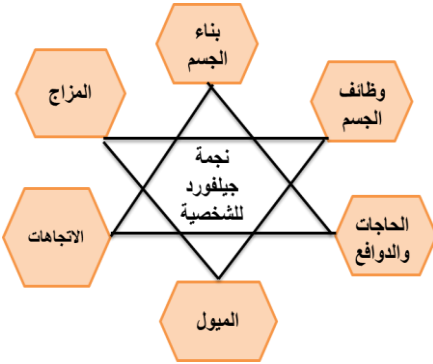 بناء
الجسم
وظائف
الجسم
المزاج
نجمة
جيلفورد
للشخصية
الحاجات
والدوافع
الاتجاهات
الميول